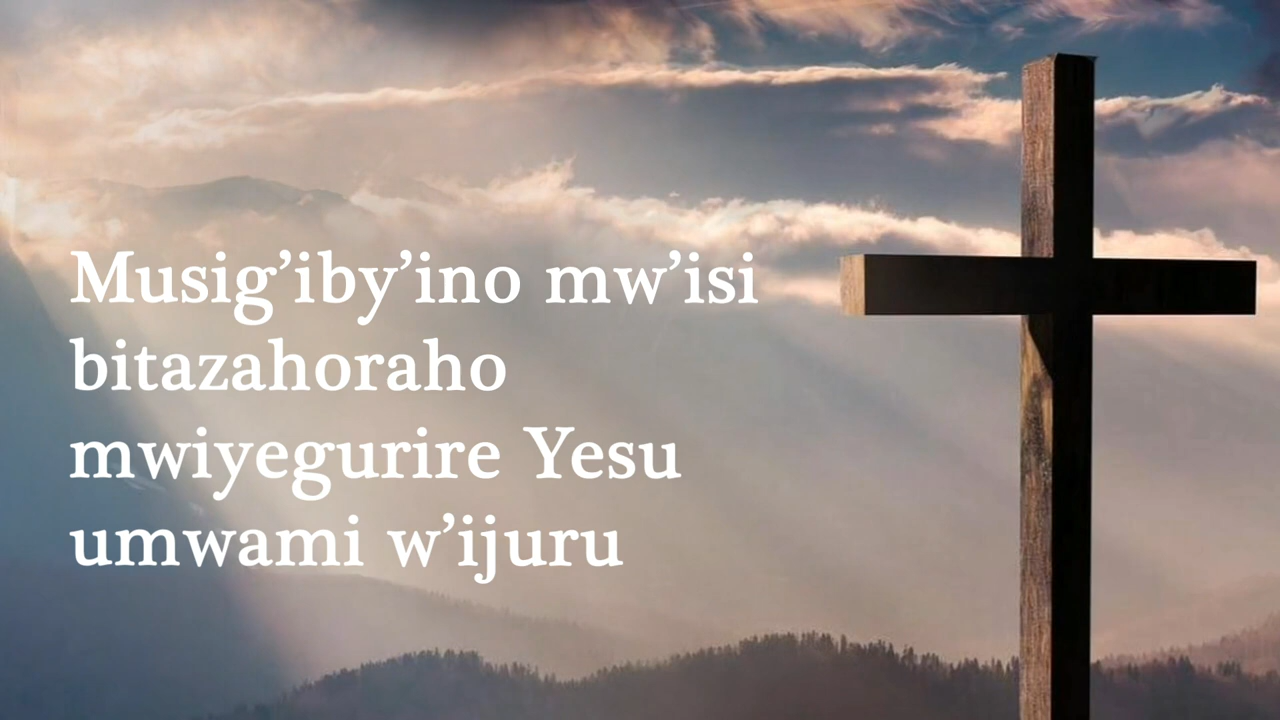 Musig’iby’ino mw’isi
bitazahoraho
mwiyegurire Yesu
umwami w’ijuru